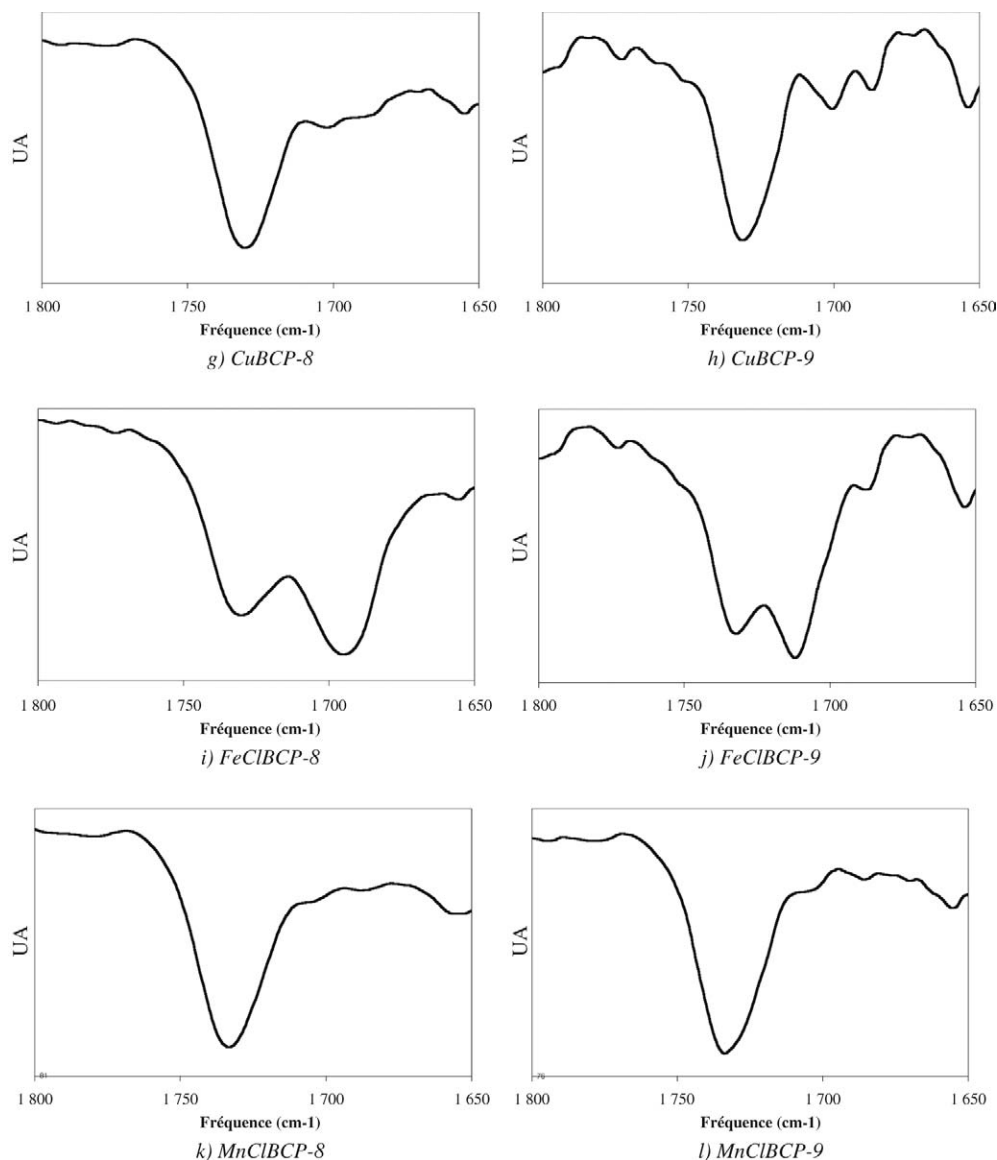 UA
1 800 1 750 1 700 1 650
Fréquence (cm-1)
g) CuBCP-8
UA
1 800 1 750 1 700 1 650
Fréquence (cm-1)
h) CuBCP-9
UA
1 800 1 750 1 700 1 650
Fréquence (cm-1)
i) FeClBCP-8
UA
1 800 1 750 1 700 1 650
Fréquence (cm-1)
j) FeClBCP-9
UA
81
1 800 1 750 1 700 1 650
Fréquence (cm-1)
k) MnClBCP-8
UA
1 800 1 750 1 700 1 650
Fréquence (cm-1)
l) MnClBCP-9